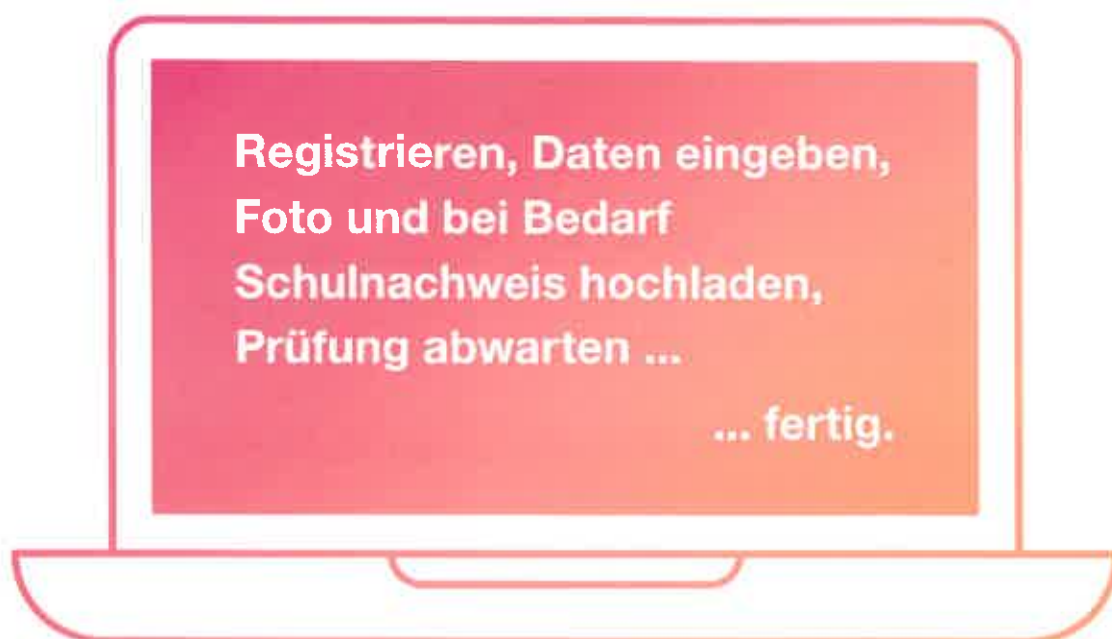 Registrieren, Daten eingeben,
Foto und bei Bedarf
Schulnachweis hochladen,
Prüfung abwarten ...
... fertig.